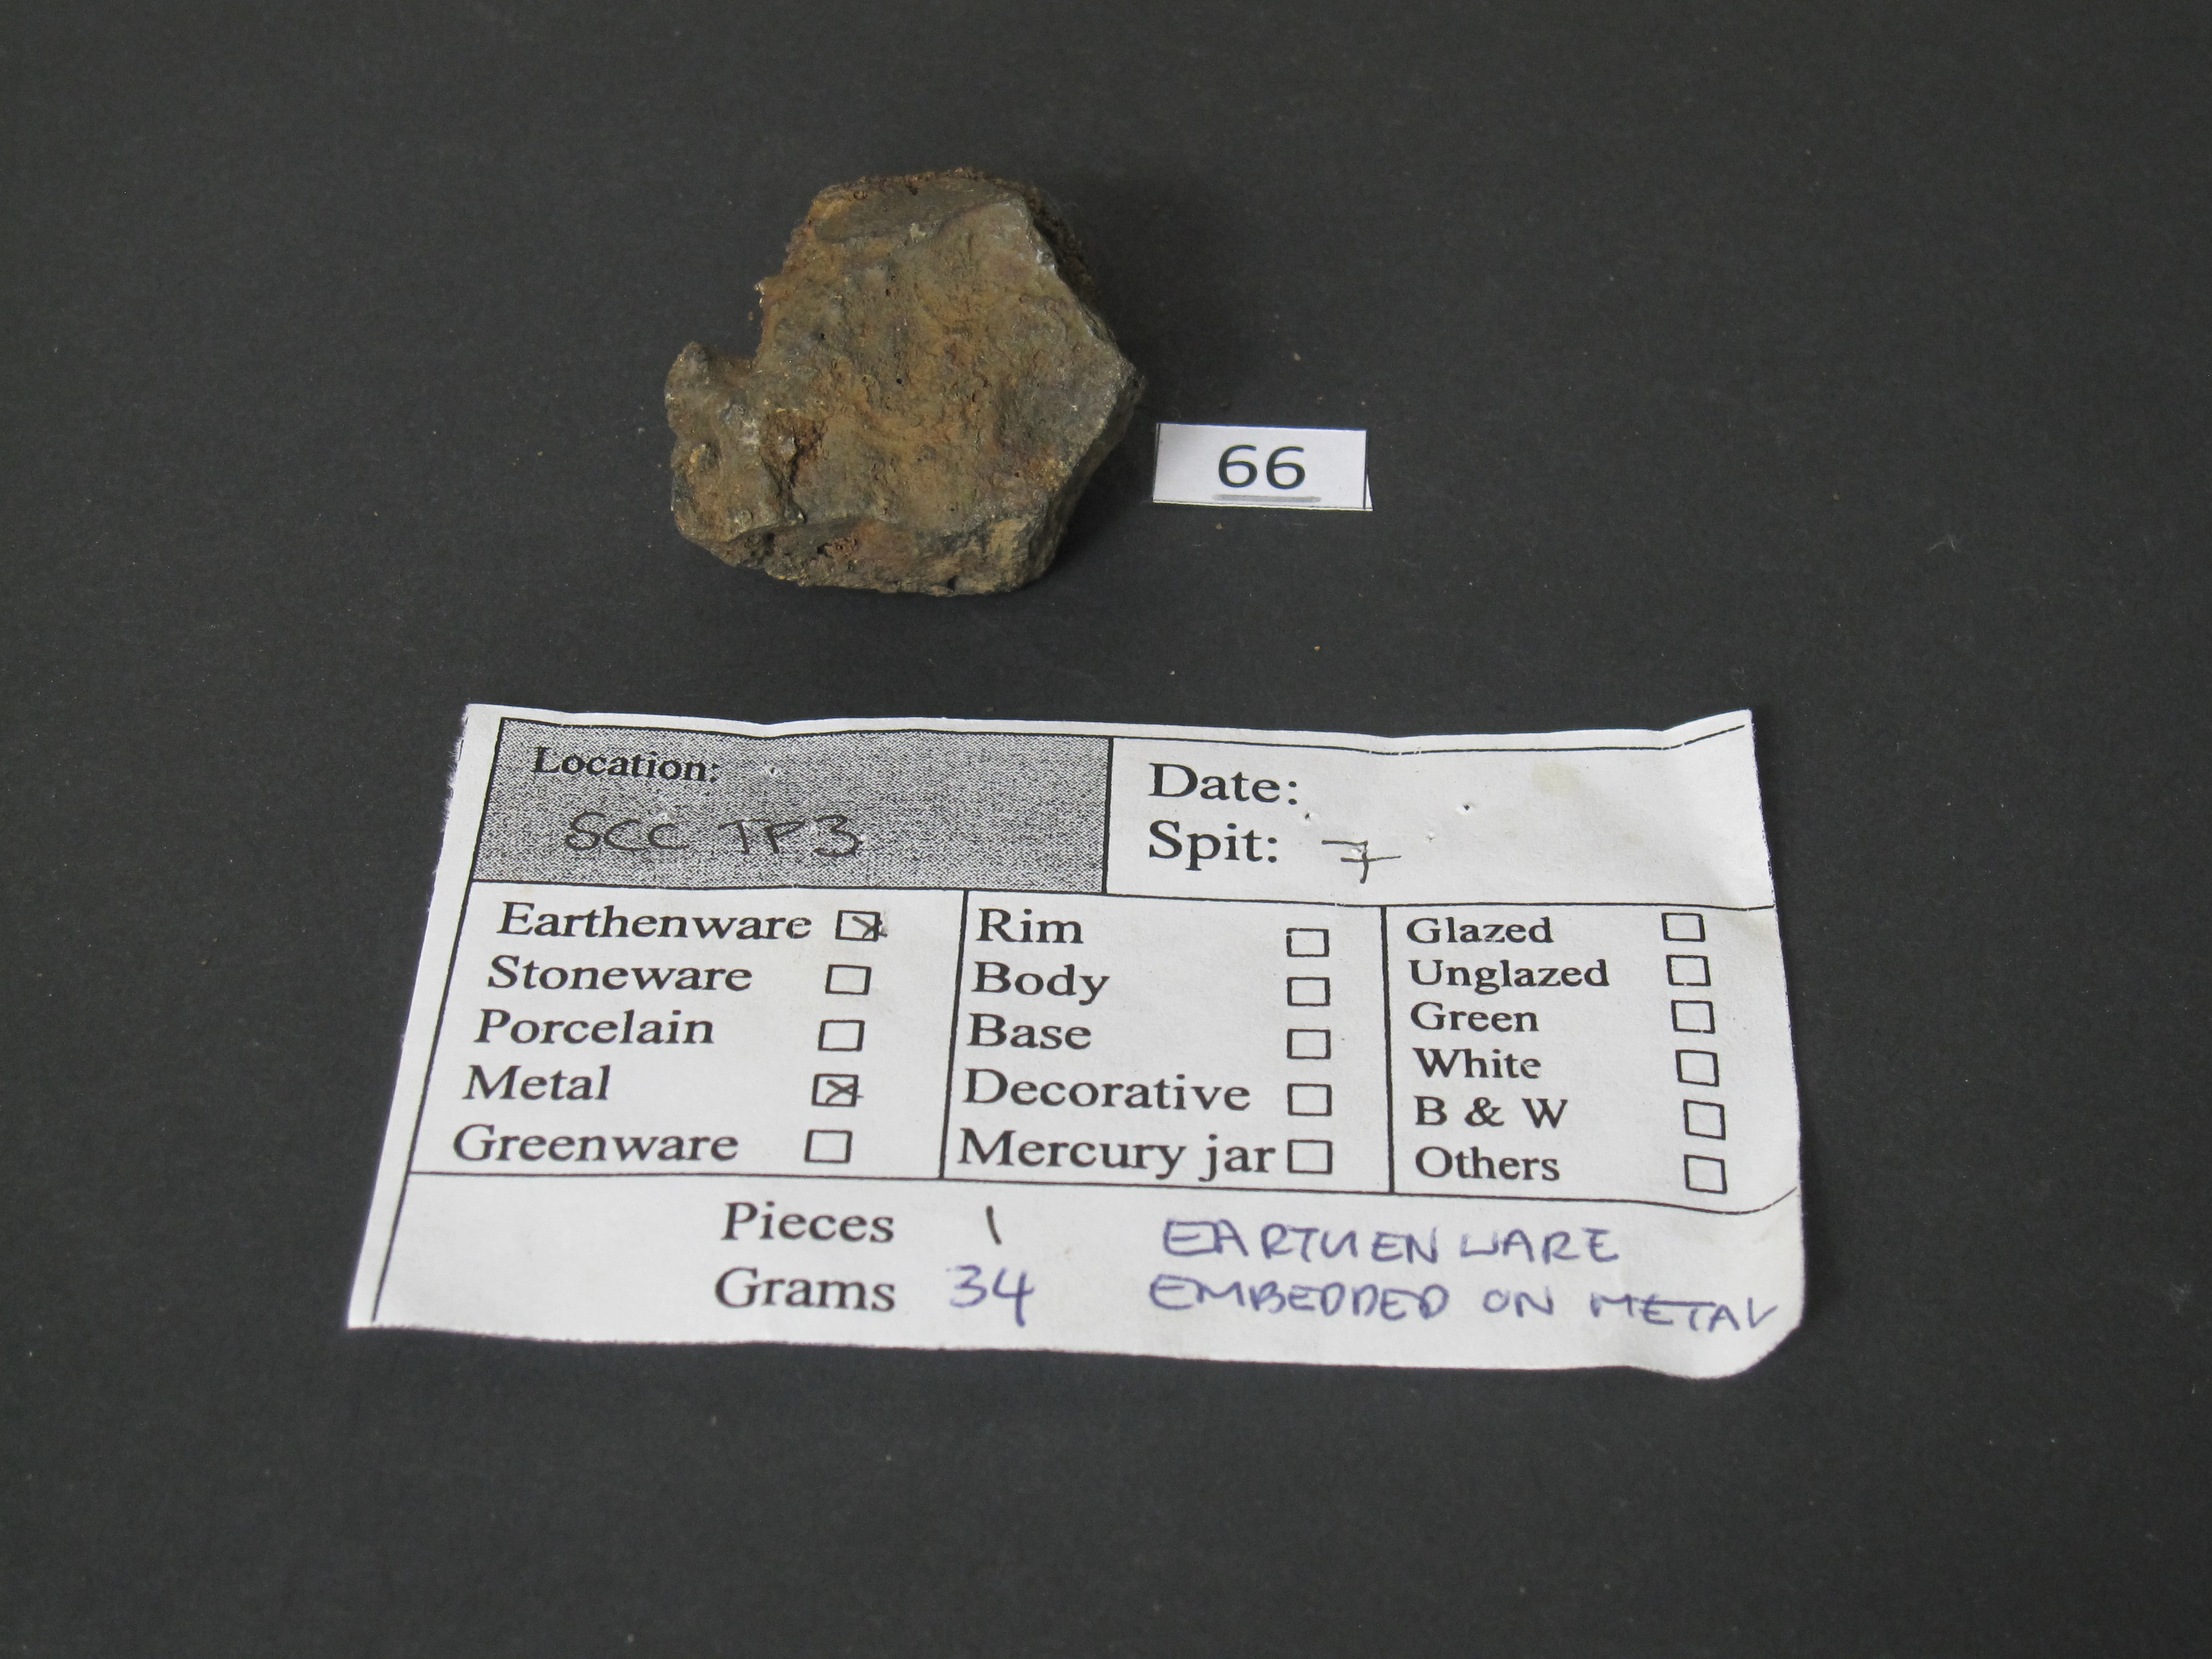 66
Location:
SCC TP3
Date:
Spit: 7
Earthenware
Stoneware
Porcelain
Metal
Greenware
Rim
Body
Base
Decorative
Mercury jar
Glazed
Unglazed
Green
White
B & W
Others
Pieces 1
Grams 34
EARTHENWARE
EMBEDDED ON METAL